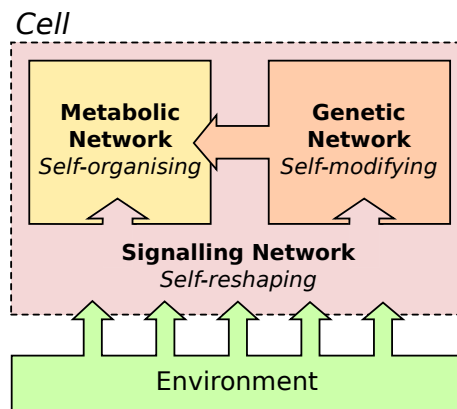 Cell
Metabolic
Network
Self-organising
Genetic
Network
Self-modifying
Signalling Network
Self-reshaping
Environment